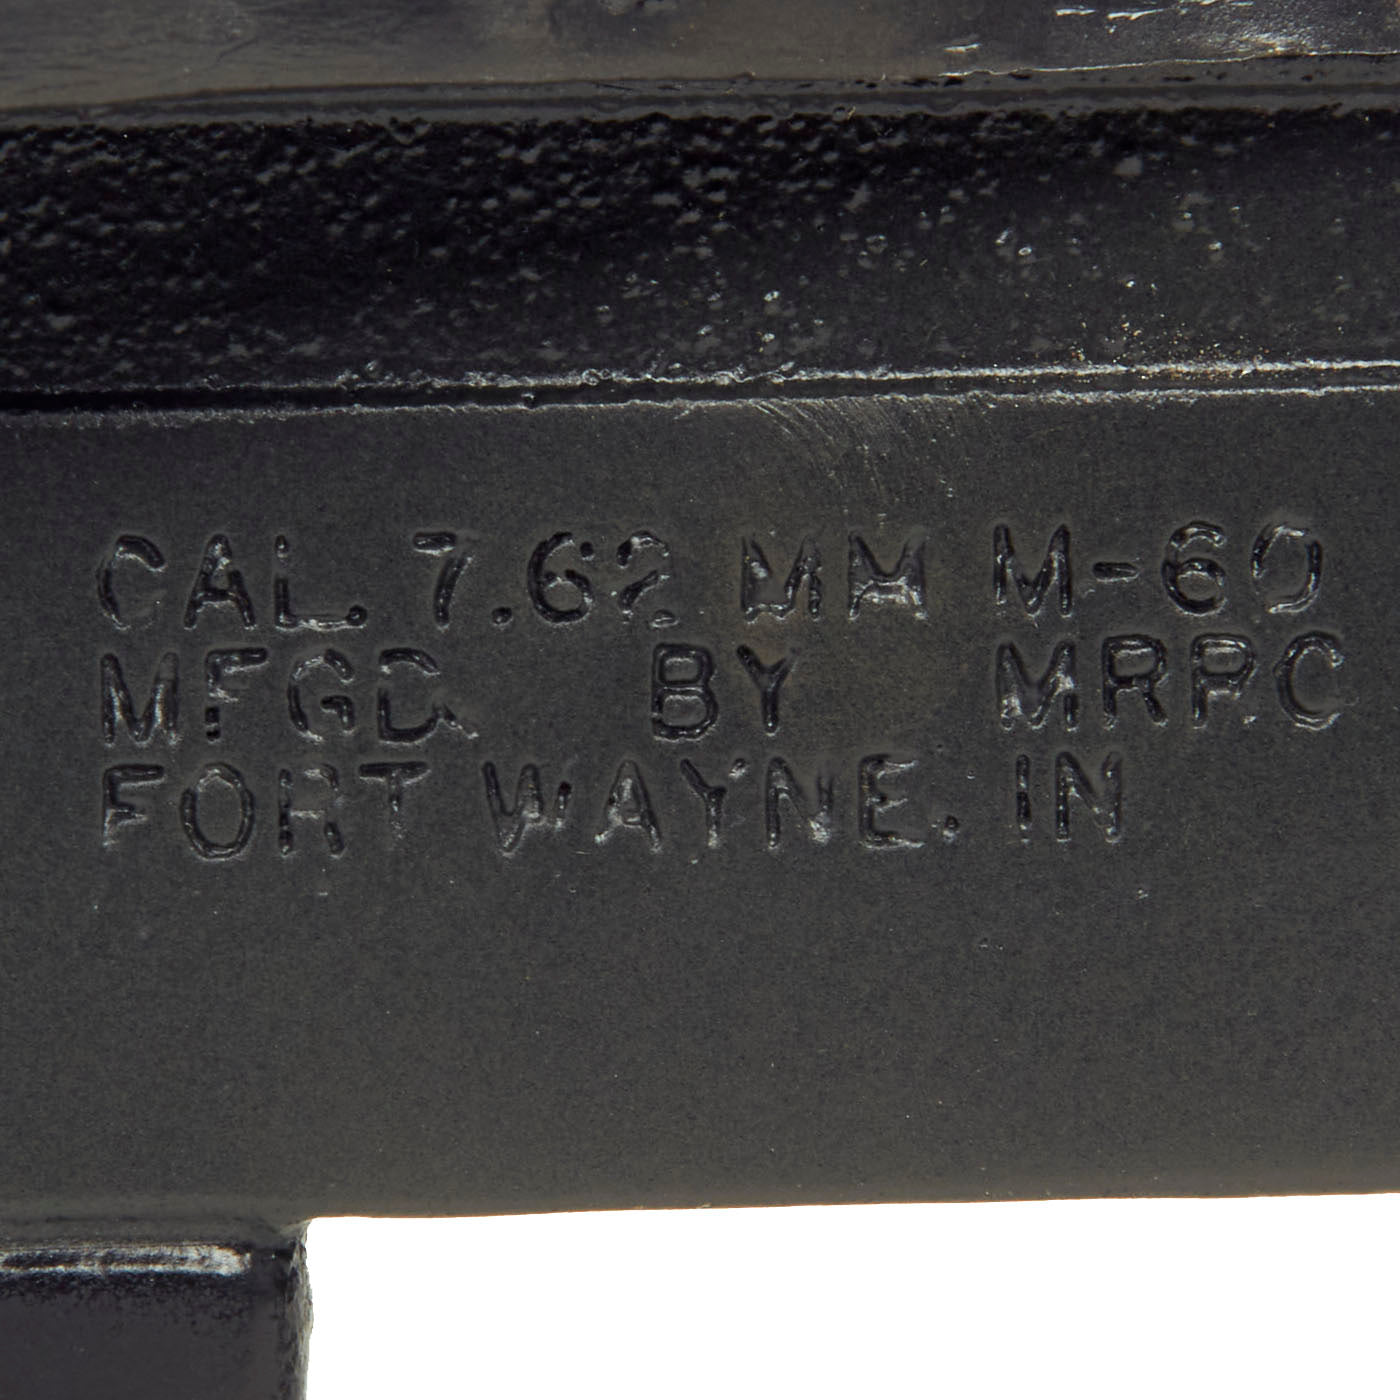 CAL. 7.62 MM M-60
MFGD. BY MRRC
FORT WAYNE. IN